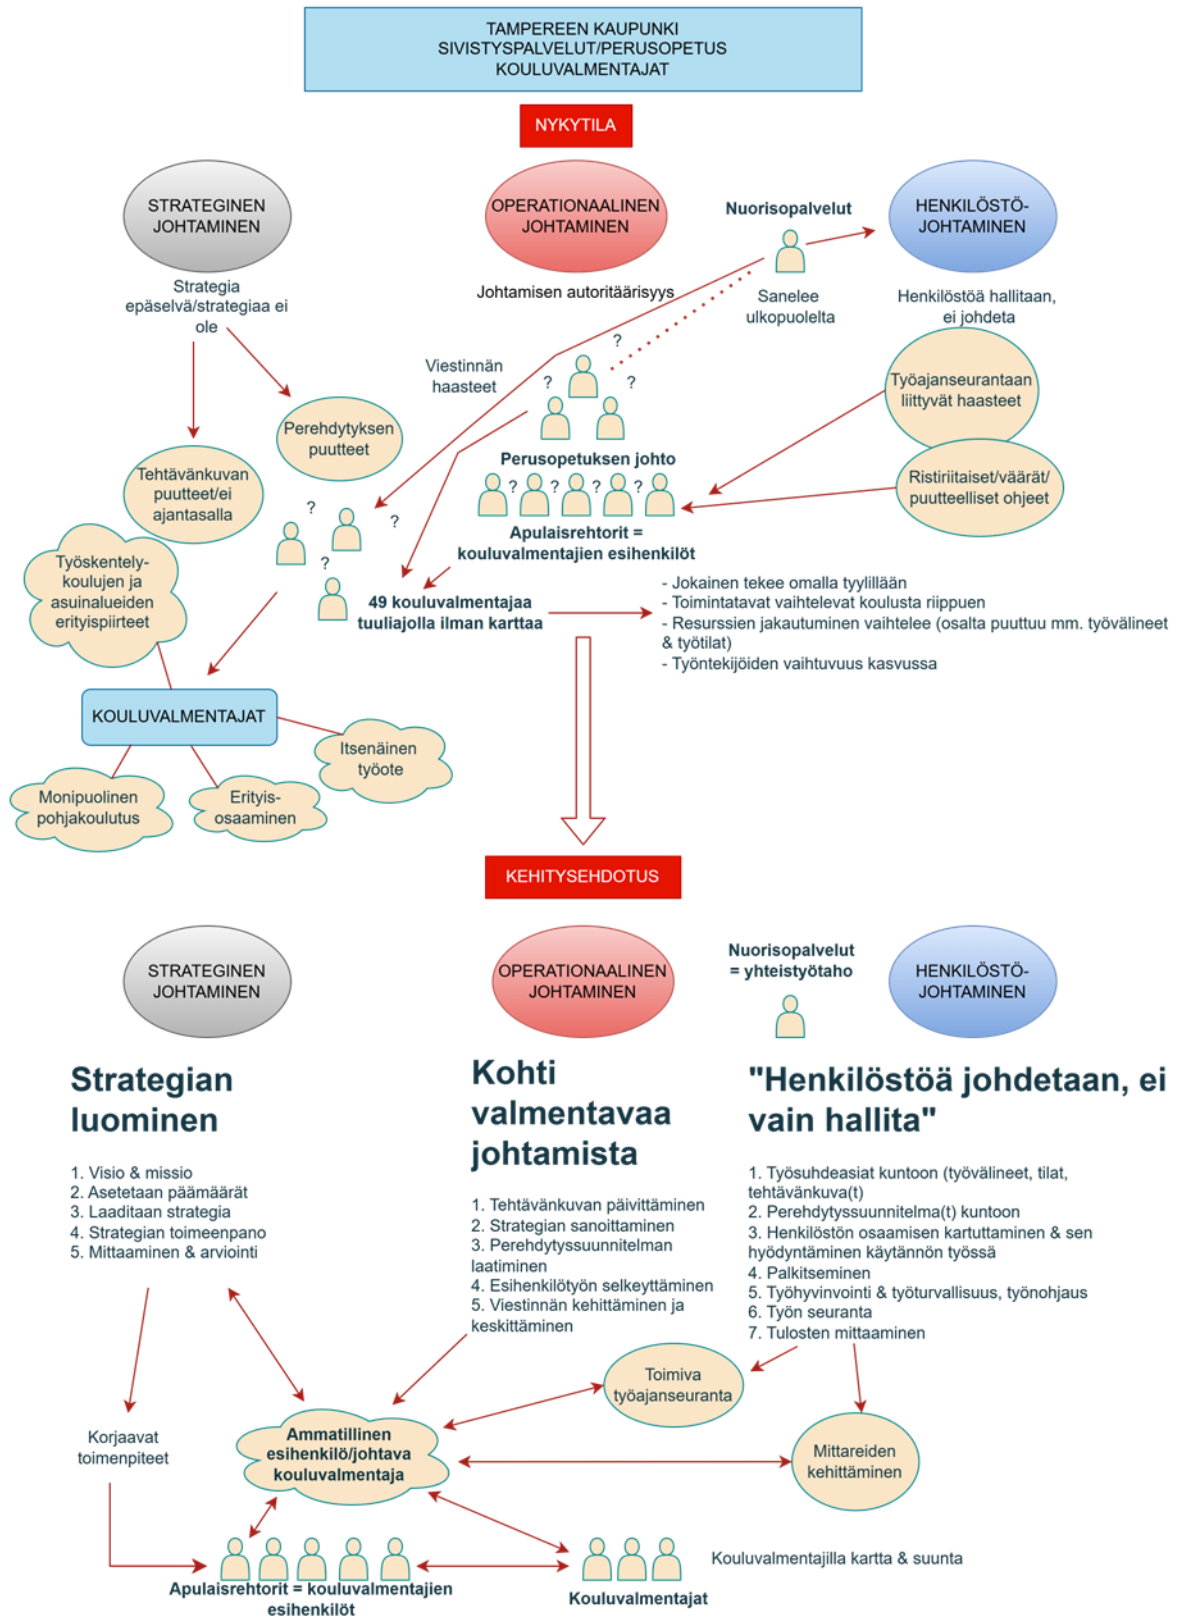 TAMPEREEN KAUPUNKI
SIVISTYSPALVELUT/PERUSOPETUS
KOULUVALMENTAJAT
NYKYTILA
STRATEGINEN
JOHTAMINEN
OPERATIONAALINEN
JOHTAMINEN
Nuorisopalvelut
HENKILÖSTÖ-
JOHTAMINEN
Strategia
epäselvä/strategiaa ei
ole
Johtamisen autoritäärisyys
Sanelee
ulkopuolelta
Henkilöstöä hallitaan,
ei johdeta
Viestinnän
haasteet
?
?
?
Työajanseurantaan
liittyvät haasteet
Perehdytyksen
puutteet
Perusopetuksen johto
Tehtävänkuvan
puutteet/ei
ajantasalla
? ? ? ?
Ristiriitaiset/väärät/
puutteelliset ohjeet
?
?
?
Apulaisrehtorit =
kouluvalmentajien esihenkilöt
Työskentely-
koulujen ja
asuinalueiden
erityispiirteet
49 kouluvalmentajaa
tuuliajolla ilman karttaa
- Jokainen tekee omalla tyylillään
- Toimintatavat vaihtelevat koulusta riippuen
- Resurssien jakautuminen vaihtelee (osalta puuttuu mm. työvälineet
& työtilat)
- Työntekijöiden vaihtuvuus kasvussa
KOULUVALMENTAJAT
Itsenäinen
työote
Monipuolinen
pohjakoulutus
Erityis-
osaaminen
KEHITYSEHDOTUS
STRATEGINEN
JOHTAMINEN
OPERATIONAALINEN
JOHTAMINEN
Nuorisopalvelut
= yhteistyötaho
HENKILÖSTÖ-
JOHTAMINEN
Strategian
luominen
1. Visio & missio
2. Asetetaan päämäärät
3. Laaditaan strategia
4. Strategian toimeenpano
5. Mittaaminen & arviointi
Kohti
valmentavaa
johtamista
1. Tehtävänkuvan päivittäminen
2. Strategian sanoittaminen
3. Perehdytyssuunnitelman
laatiminen
4. Esihenkilötyön selkeyttäminen
5. Viestinnän kehittäminen ja
keskittäminen
"Henkilöstöä johdetaan, ei
vain hallita"
1. Työsuhdeasiat kuntoon (työvälineet, tilat,
tehtävänkuva(t)
2. Perehdytyssuunnitelma(t) kuntoon
3. Henkilöstön osaamisen kartuttaminen & sen
hyödyntäminen käytännön työssä
4. Palkitseminen
5. Työhyvinvointi & työturvallisuus, työnohjaus
6. Työn seuranta
7. Tulosten mittaaminen
Toimiva
työajanseuranta
Korjaavat
toimenpiteet
Ammatillinen
esihenkilö/johtava
kouluvalmentaja
Mittareiden
kehittäminen
Apulaisrehtorit = kouluvalmentajien
esihenkilöt
Kouluvalmentajat
Kouluvalmentajilla kartta & suunta